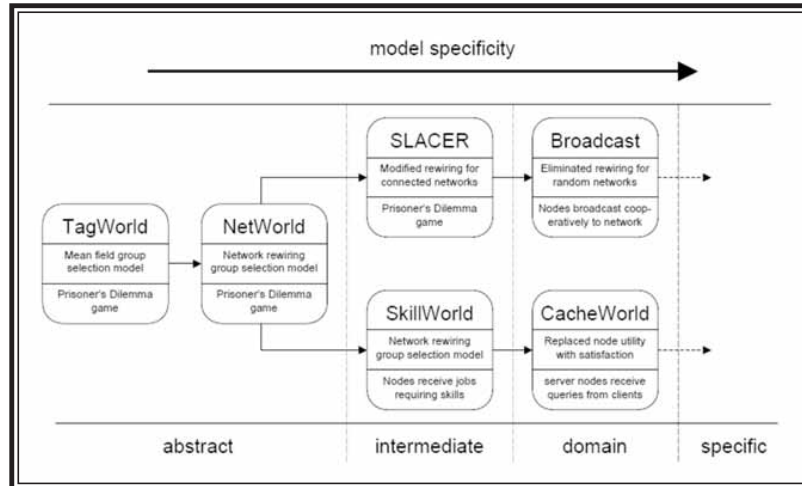 model specificity
SLACER
Modified rewiring for
connected networks
Prisoner's Dilemma
game
Broadcast
Eliminated rewiring for
random networks
Nodes broadcast coop-
eratively to network
TagWorld
Mean field group
selection model
Prisoner's Dilemma
game
NetWorld
Network rewiring
group selection model
Prisoner's Dilemma
game
SkillWorld
Network rewiring
group selection model
Nodes receive jobs
requiring skills
CacheWorld
Replaced node utility
with satisfaction
server nodes receive
queries from clients
abstract
intermediate
domain
specific